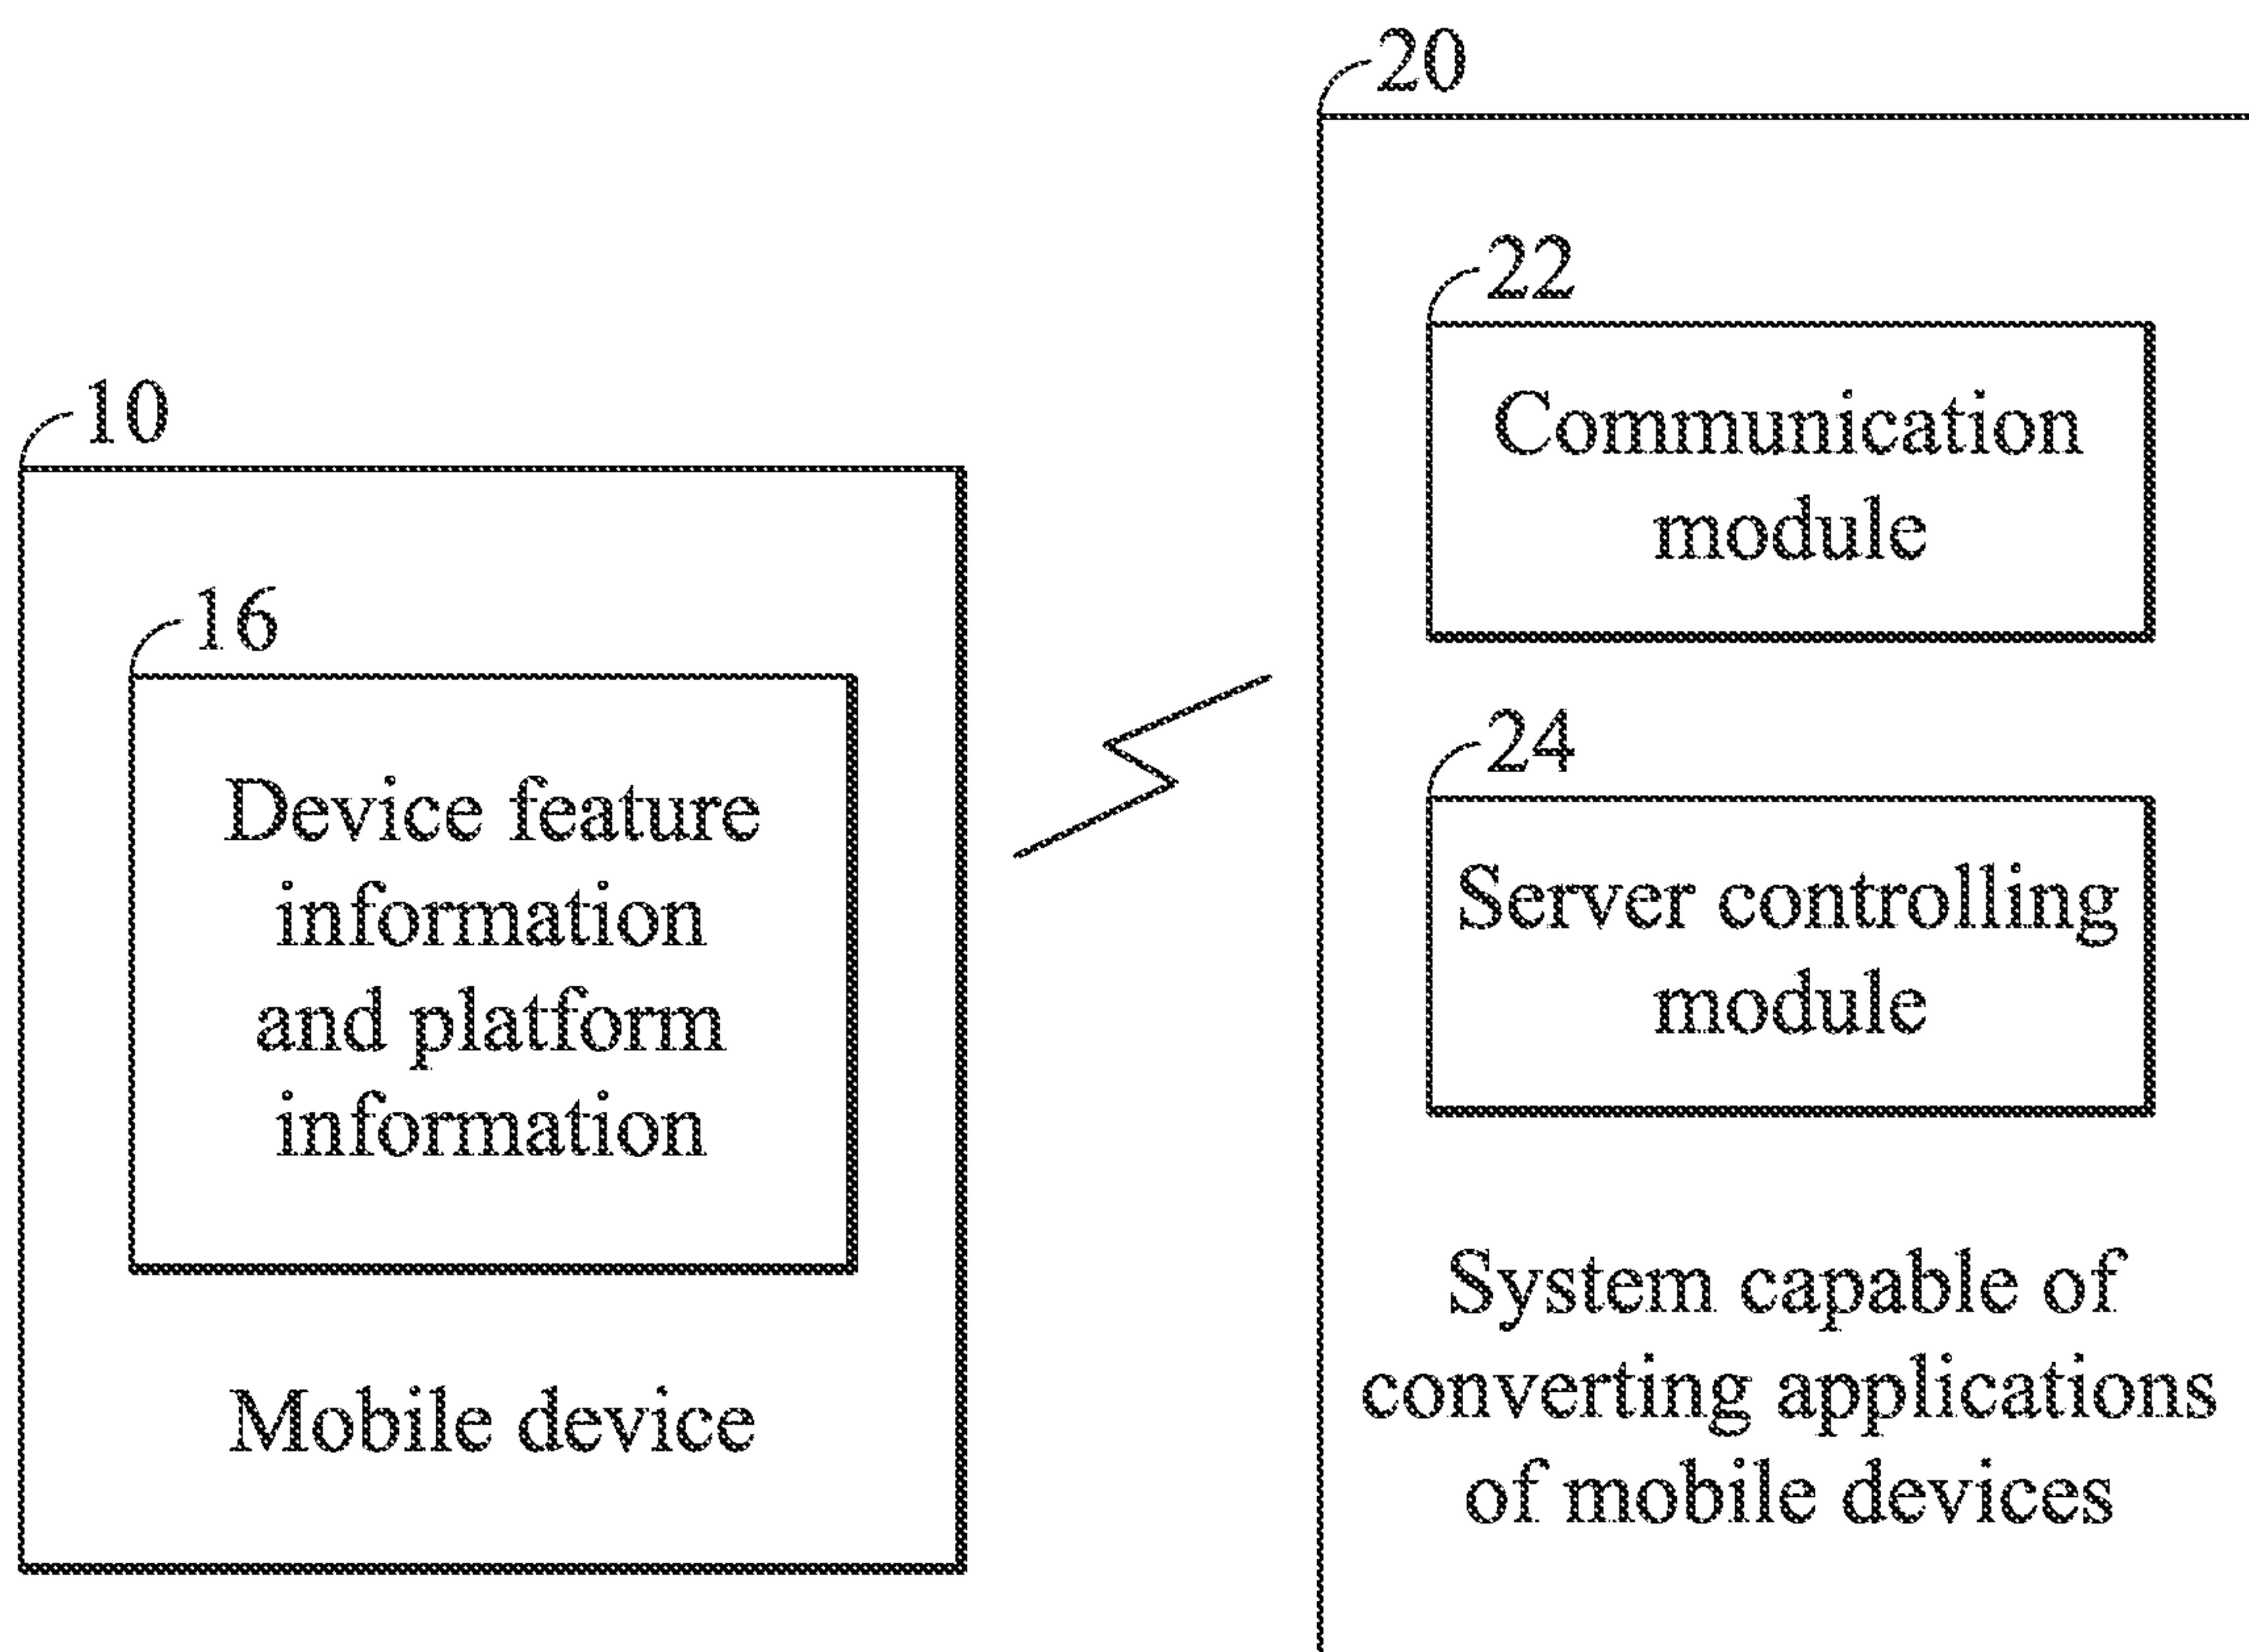 10
16
Device feature
information
and platform
information
Mobile device
20
22
Communication
module
24
Server controlling
module
System capable of
converting applications
of mobile devices